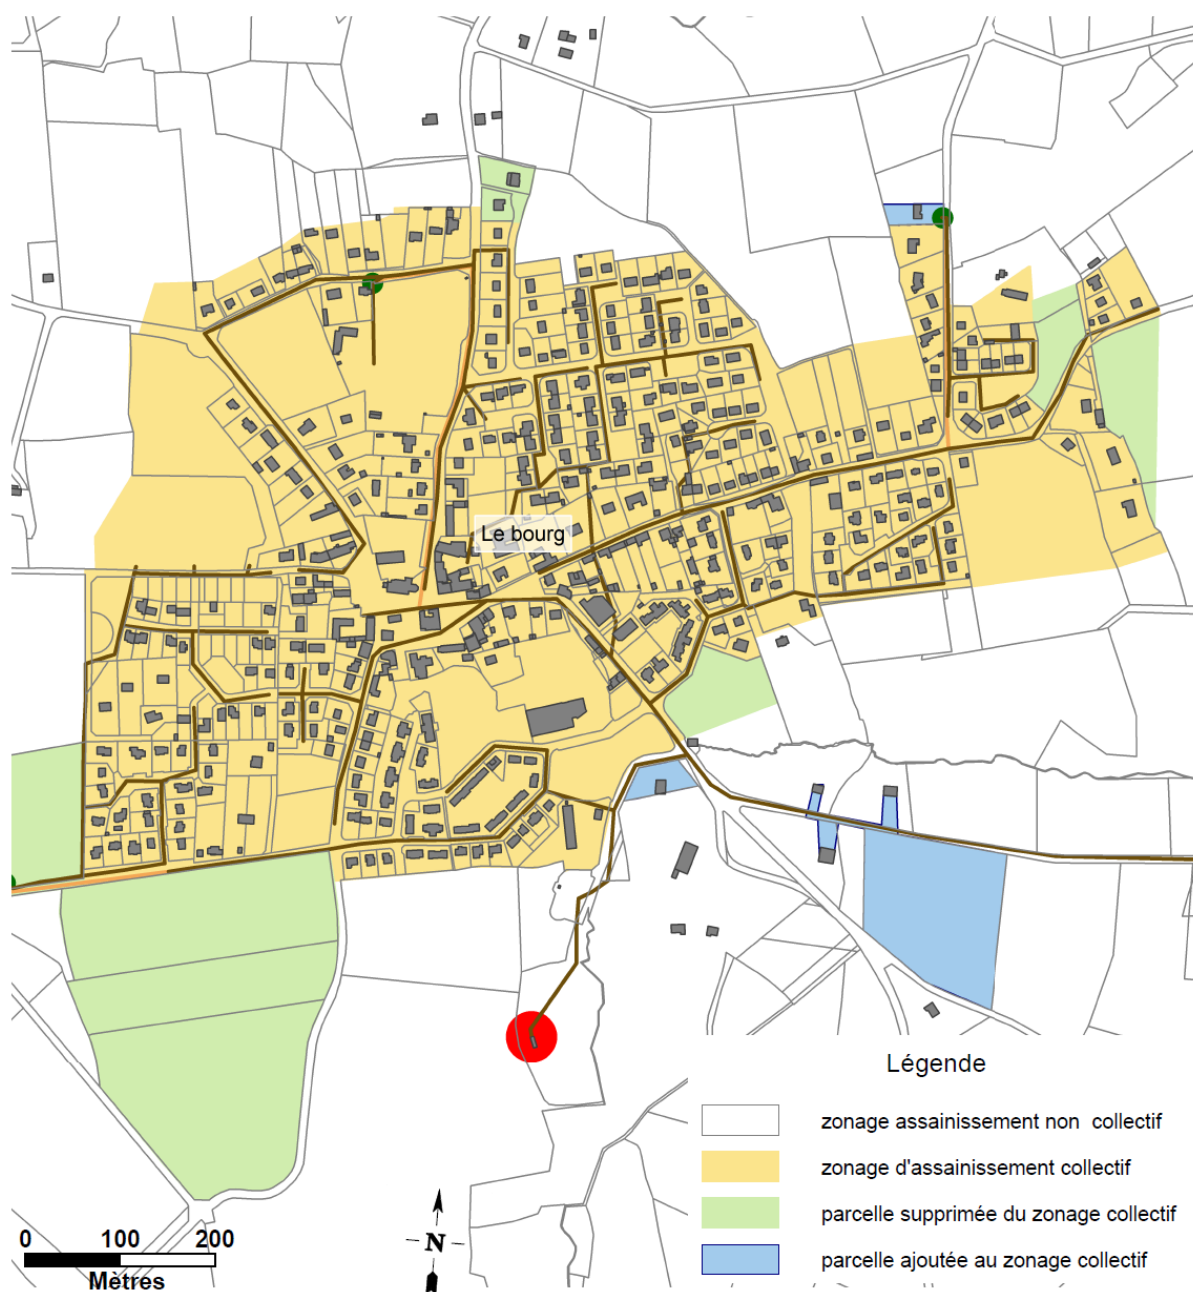 Le bourg
Légende
zonage assainissement non collectif
zonage d'assainissement collectif
parcelle supprimée du zonage collectif
parcelle ajoutée au zonage collectif
0 100 200
Mètres
N